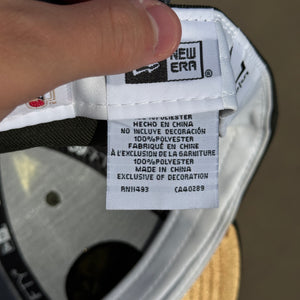 NEW
ERA
100%POLYESTER
HECHO EN CHINA
NO INCLUYE DECORACIÓN
100%POLYESTER
FABRIQUÉ EN CHINE
À L'EXCLUSION DE LA GARNITURE
100%POLYESTER
MADE IN CHINA
EXCLUSIVE OF DECORATION
RN11493 CA40289